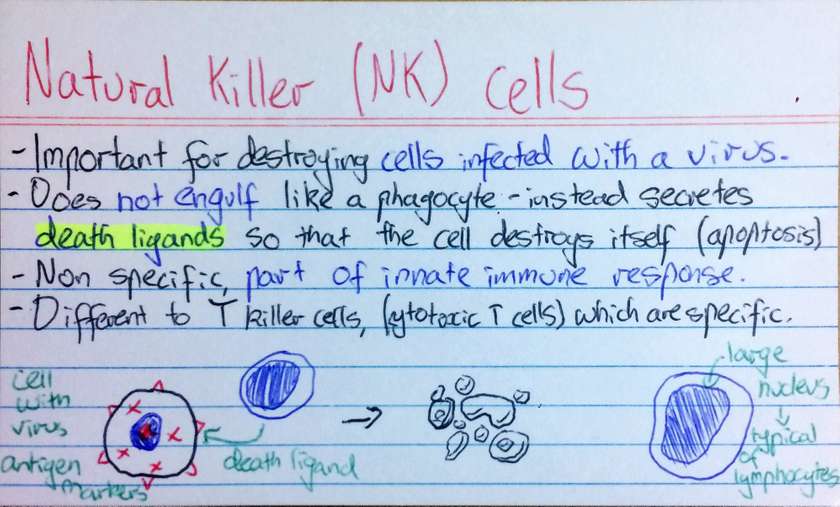 Natural Killer (NK) Cells
- Important for destroying cells infected with a virus.
- Does not engulf like a phagocyte - instead secretes
death ligands so that the cell destroys itself (apoptosis)
- Non specific, part of innate immune response.
- Different to T killer cells, (cytotoxic T cells) which are specific.
cell
with
virus
antigen
markers
death ligand
large
nucleus
typical
of
lymphocytes